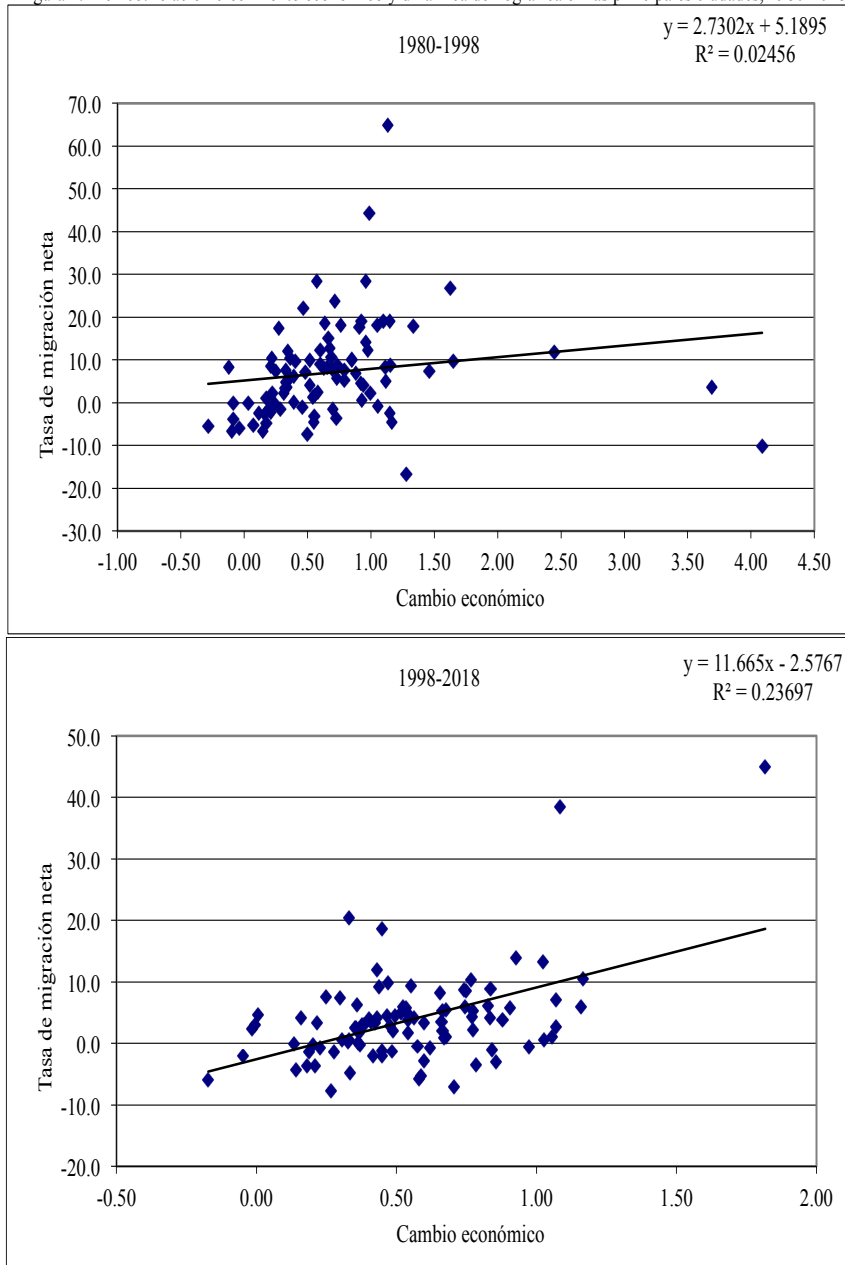 1980-1998
y = 2.7302x + 5.1895
R² = 0.02456
70.0
60.0
50.0
40.0
30.0
20.0
10.0
0.0
-10.0
-20.0
-30.0
Tasa de migración neta
-1.00 -0.50 0.00 0.50 1.00 1.50 2.00 2.50 3.00 3.50 4.00 4.50
Cambio económico
1998-2018
y = 11.665x - 2.5767
R² = 0.23697
50.0
40.0
30.0
20.0
10.0
0.0
-10.0
-20.0
Tasa de migración neta
-0.50 0.00 0.50 1.00 1.50 2.00
Cambio económico